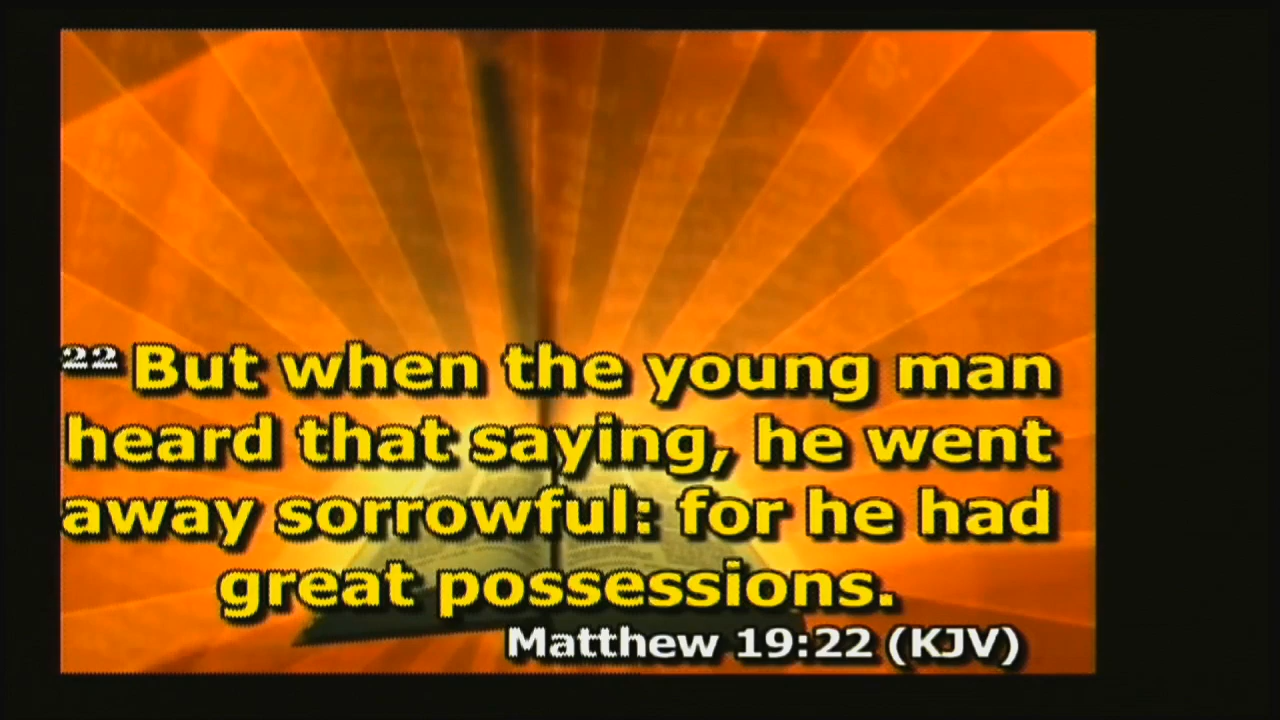 22 But when the young man
heard that saying, he went
away sorrowful: for he had
great possessions.
Matthew 19:22 (KJV)